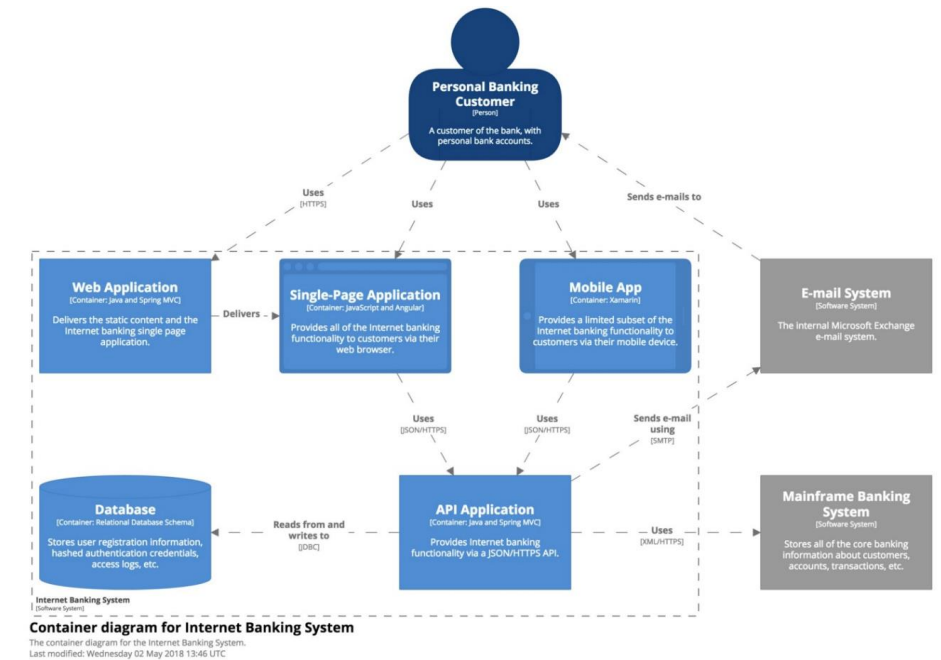 Personal Banking
Customer
[Person]
A customer of the bank, with
personal bank accounts.
Uses
[HTTPS]
Uses
Uses
Sends e-mails to
Web Application
[Container: Java and Spring MVC]
Delivers the static content and the
Internet banking single page
application.
Delivers
Single-Page Application
[Container: JavaScript and Angular]
Provides all of the Internet banking
functionality to customers via their
web browser.
Mobile App
[Container: Xamarin]
Provides a limited subset of the
Internet banking functionality to
customers via their mobile device.
E-mail System
[Software System]
The internal Microsoft Exchange
e-mail system.
Uses
[JSON/HTTPS]
Uses
[JSON/HTTPS]
Sends e-mail
using
[SMTP]
Database
[Container: Relational Database Schema]
Stores user registration information,
hashed authentication credentials,
access logs, etc.
Reads from and
writes to
[JDBC]
API Application
[Container: Java and Spring MVC]
Provides Internet banking
functionality via a JSON/HTTPS API.
Uses
[XML/HTTPS]
Mainframe Banking
System
[Software System]
Stores all of the core banking
information about customers,
accounts, transactions, etc.
Internet Banking System
[Software System]
Container diagram for Internet Banking System
The container diagram for the Internet Banking System.
Last modified: Wednesday 02 May 2018 13:46 UTC